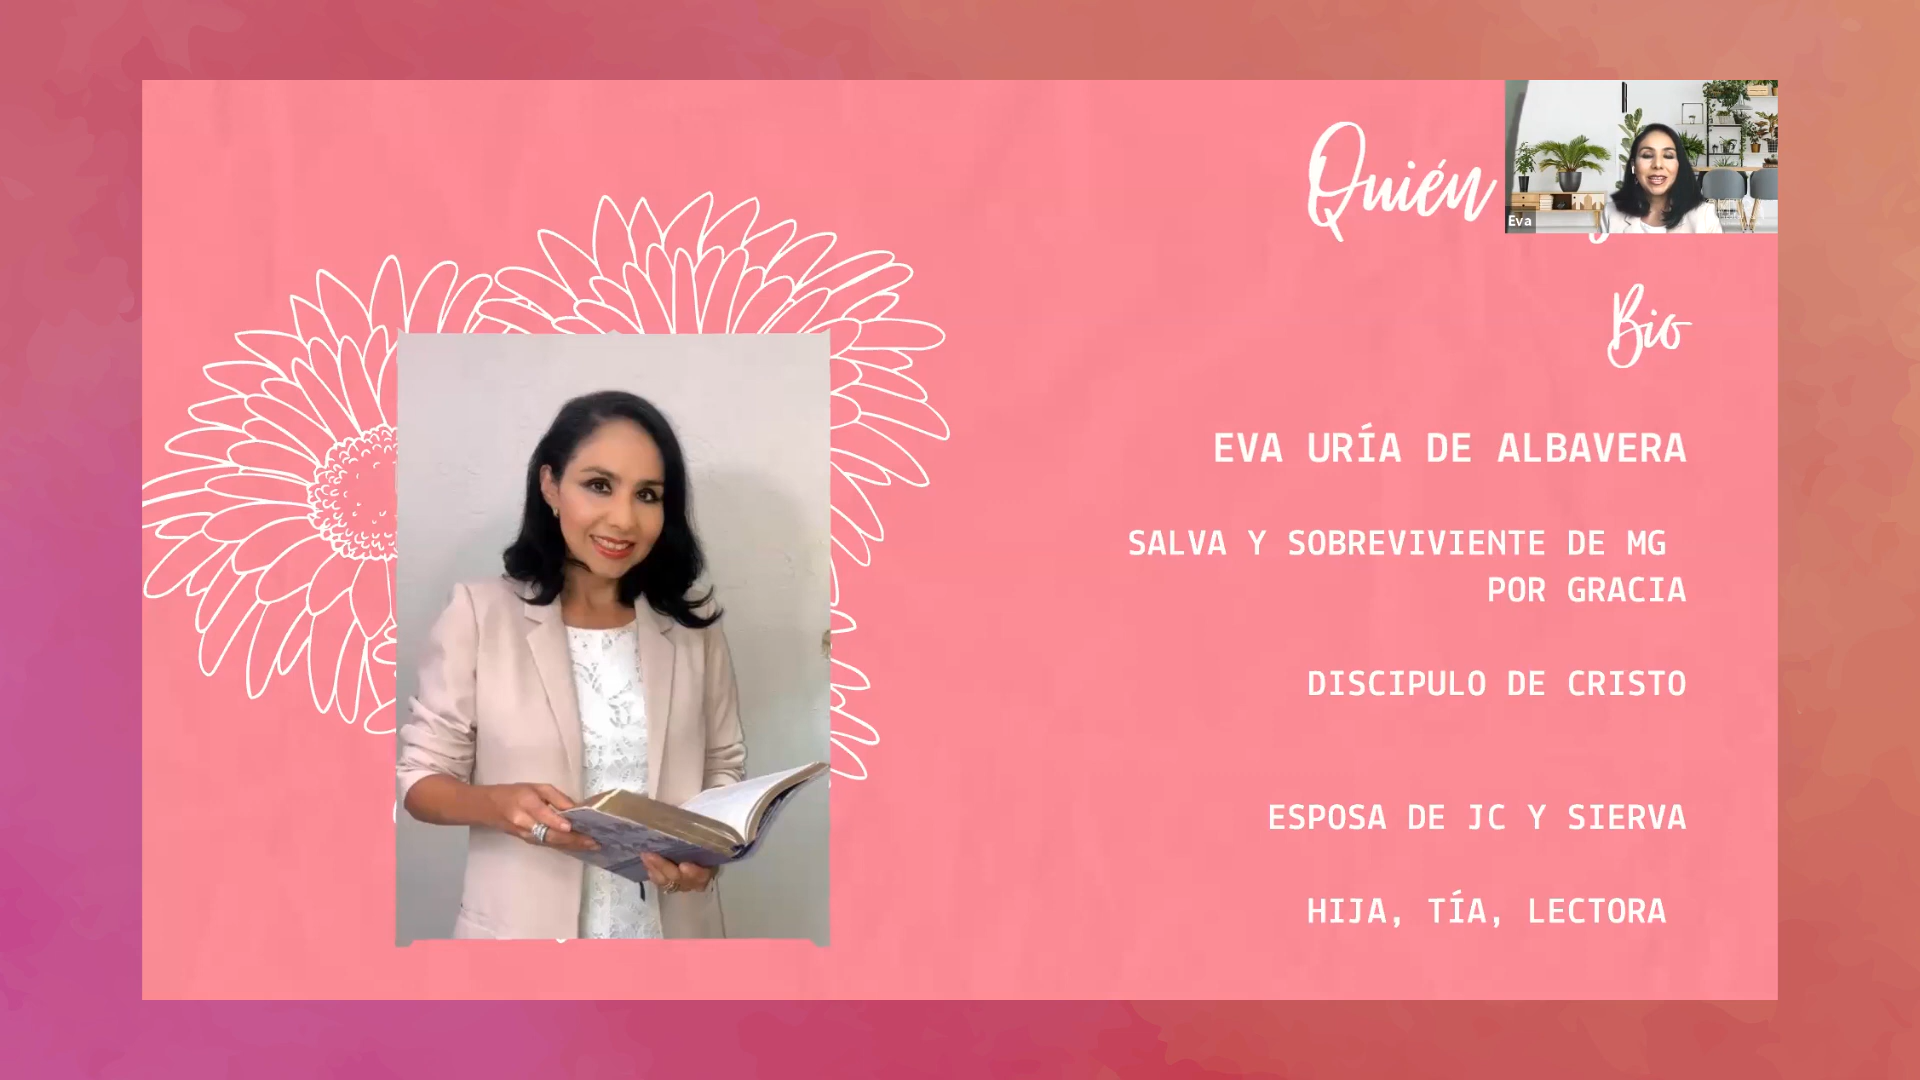 Quién
Eva
Bio
EVA URÍA DE ALBAVERA
SALVA Y SOBREVIVIENTE DE MG
POR GRACIA
DISCIPULO DE CRISTO
ESPOSA DE JC Y SIERVA
HIJA, TÍA, LECTORA